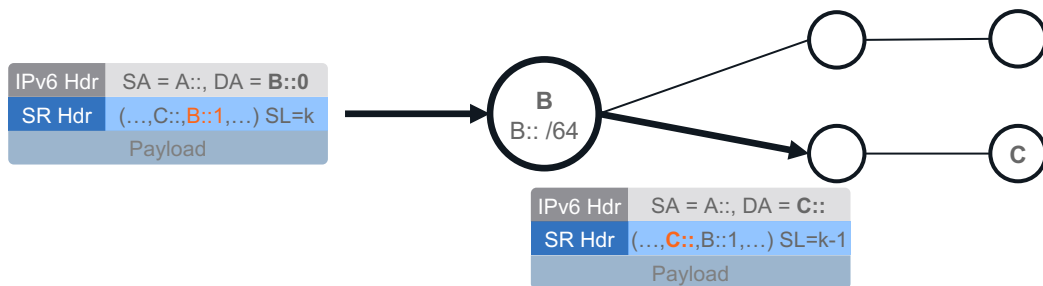 IPv6 Hdr SA = A::, DA = B::0
SR Hdr (...,C::,B::1,...) SL=k
Payload
B
B:: /64
C
IPv6 Hdr SA = A::, DA = C::
SR Hdr (...,C::,B::1,...) SL=k-1
Payload